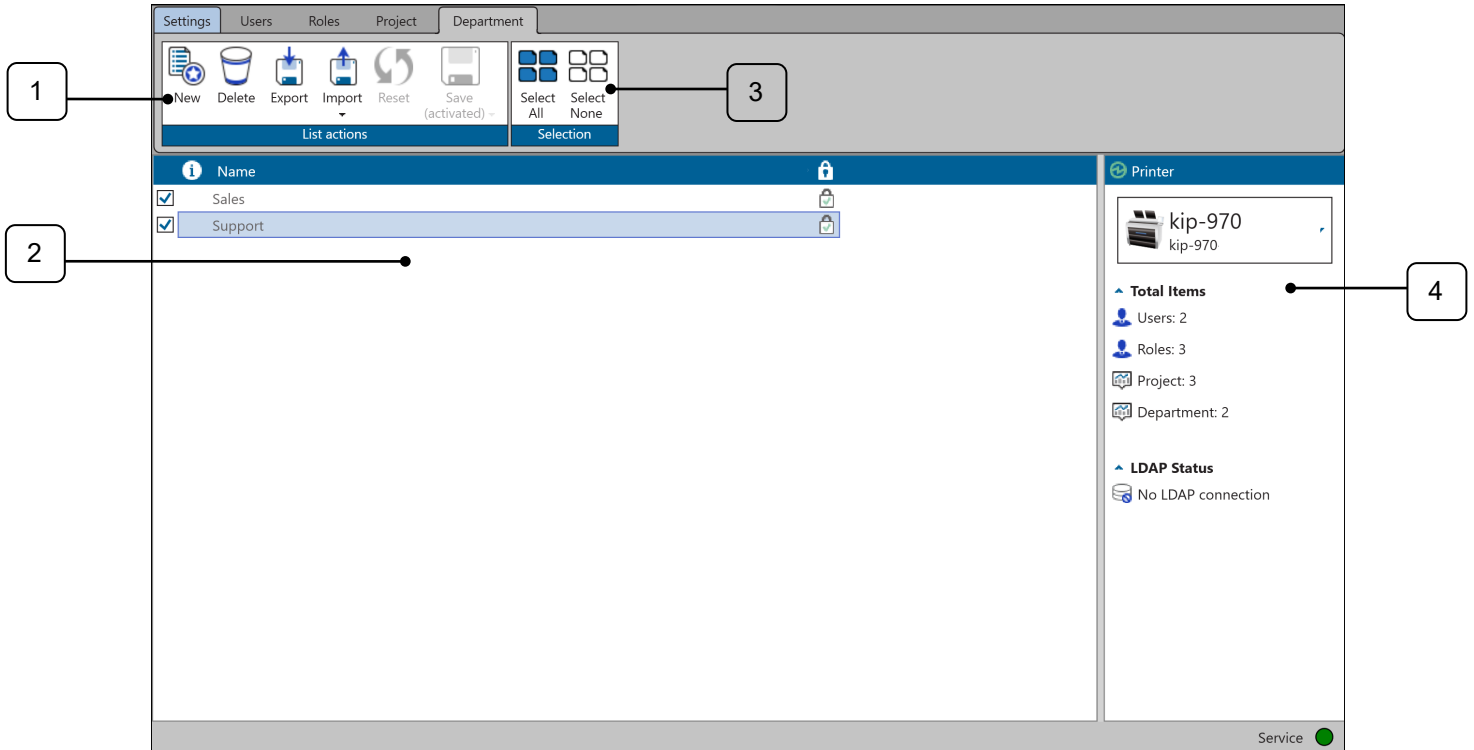 Settings Users Roles Project Department
1
New Delete Export Import Reset Save (activated)
Select All Select None
3
List actions Selection
Name
Printer
Sales
Support
2
kip-970
kip-970
Total Items
4
Users: 2
Roles: 3
Project: 3
Department: 2
LDAP Status
No LDAP connection
Service